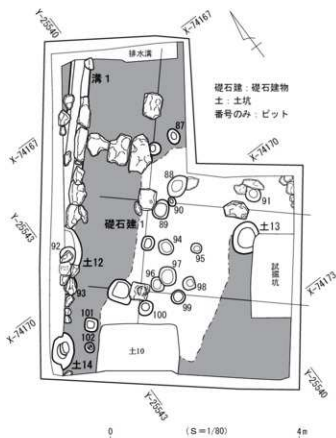 Y-25540
X-74167
排水溝
溝1
礎石建：礎石建物
土：土坑
番号のみ：ピット
87
X-74167
X-74170
88
90
91
89
礎石建1
土13
Y-25543
92
94
95
土12
97
試掘坑
X-74173
96
98
93
99
101
100
X-74170
102
土10
土14
Y-25540
Y-25543
0 (S=1/80) 4m